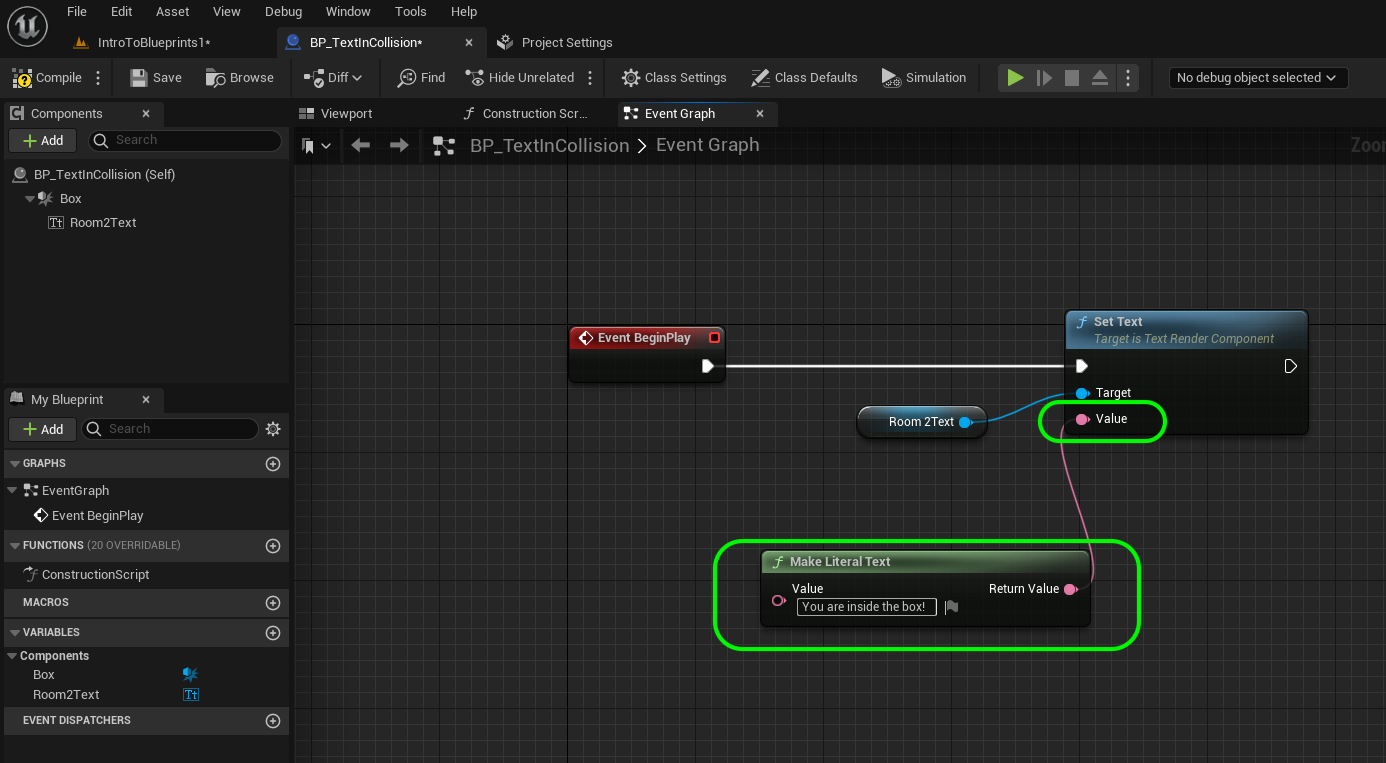 File Edit Asset View Debug Window Tools Help
IntroToBlueprints1* BP_TextInCollision* Project Settings
Compile Save Browse Diff Find Hide Unrelated Class Settings Class Defaults Simulation No debug object selected
Components Viewport Construction Scr... Event Graph
Add Search BP_TextInCollision > Event Graph Zoom
BP_TextInCollision (Self)
Box
Tt Room2Text
Set Text
Target is Text Render Component
Event BeginPlay
Target
My Blueprint
Room 2Text Value
Add Search
GRAPHS
EventGraph
Event BeginPlay
FUNCTIONS (20 OVERRIDABLE)
Make Literal Text
ConstructionScript
Value Return Value
MACROS
You are inside the box!
VARIABLES
Components
Box
Room2Text Tt
EVENT DISPATCHERS